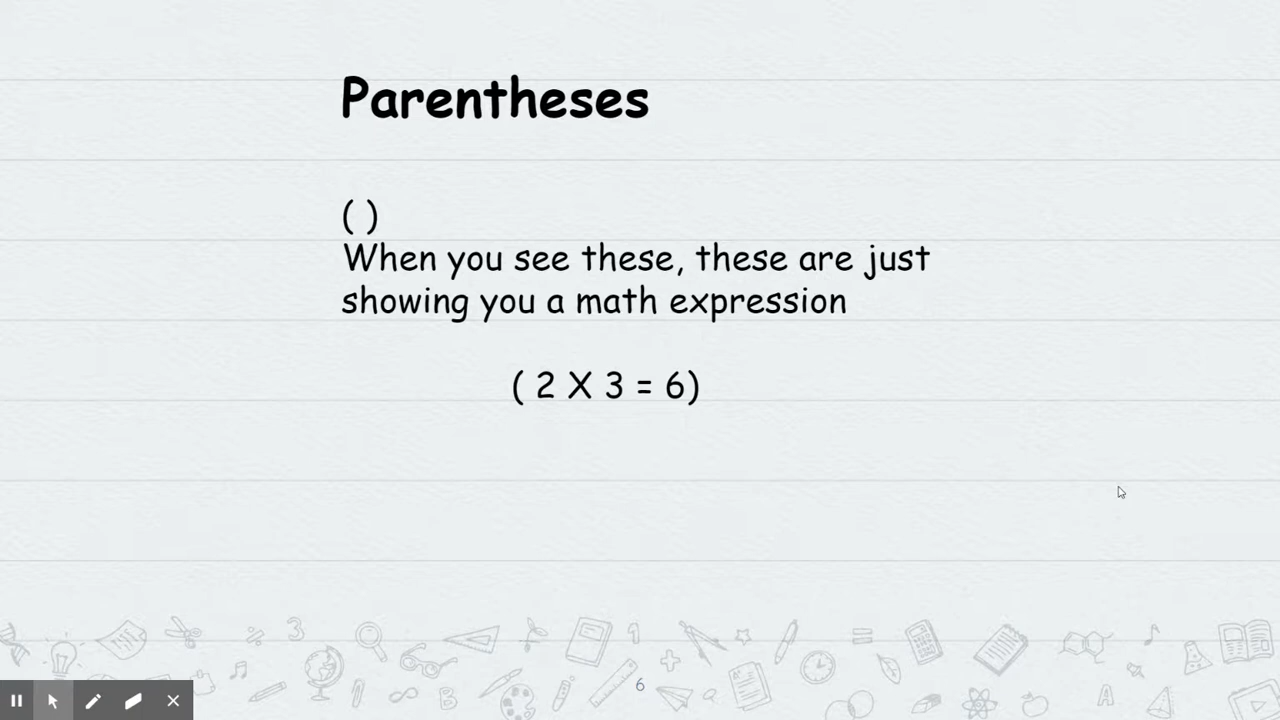 Parentheses
( )
When you see these, these are just
showing you a math expression
( 2 X 3 = 6)
6